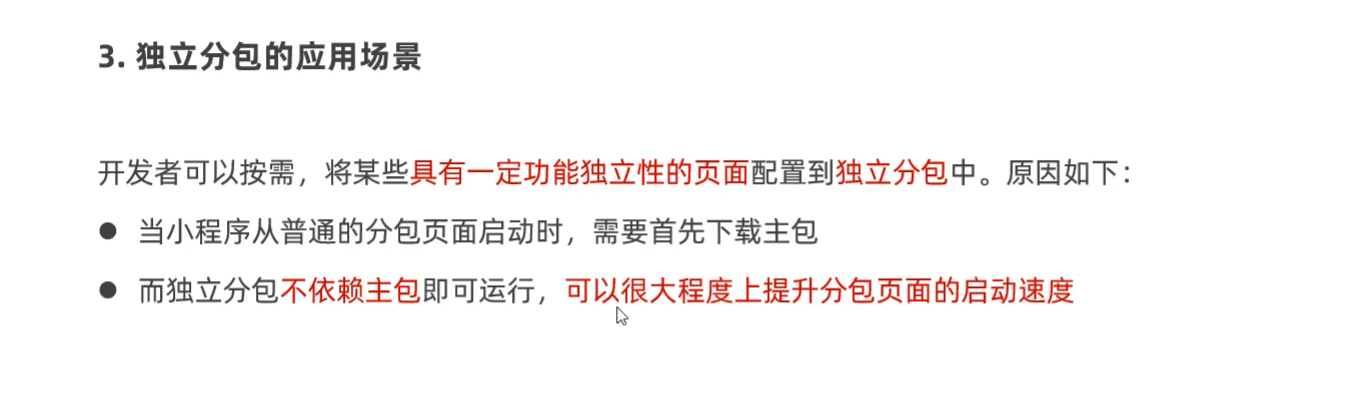 3. 独立分包的应用场景
开发者可以按需，将某些具有一定功能独立性的页面配置到独立分包中。原因如下：
● 当小程序从普通的分包页面启动时，需要首先下载主包
● 而独立分包不依赖主包即可运行，可以很大程度上提升分包页面的启动速度